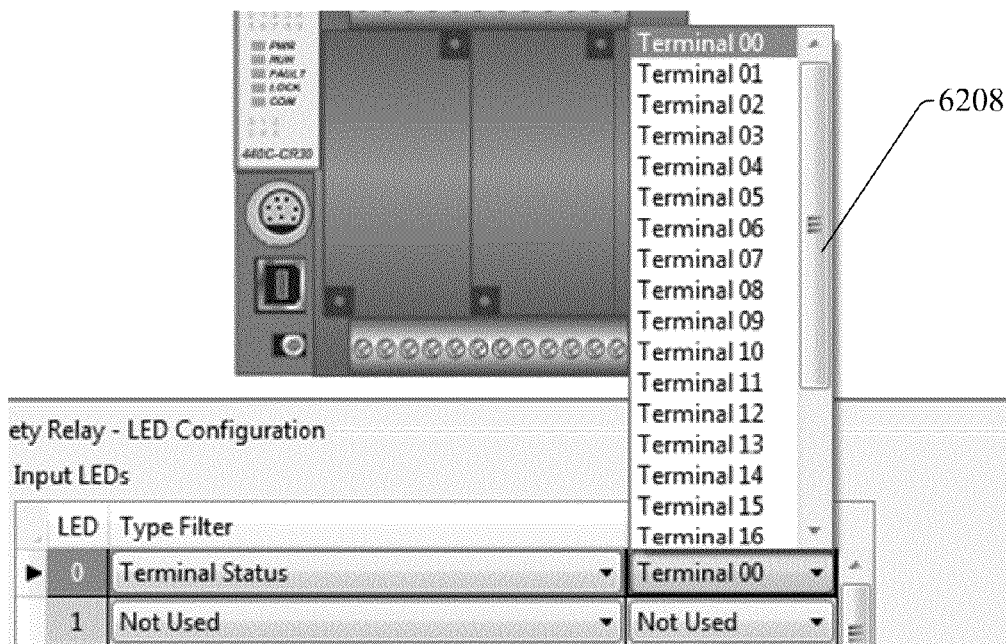 PWR
RUN
FAULT
LOCK
COM
440C-CR30
Terminal 00
Terminal 01
Terminal 02
Terminal 03
Terminal 04
Terminal 05
Terminal 06
Terminal 07
Terminal 08
Terminal 09
Terminal 10
Terminal 11
Terminal 12
Terminal 13
Terminal 14
Terminal 15
Terminal 16
6208
ety Relay - LED Configuration
Input LEDs
LED Type Filter
0 Terminal Status Terminal 00
1 Not Used Not Used